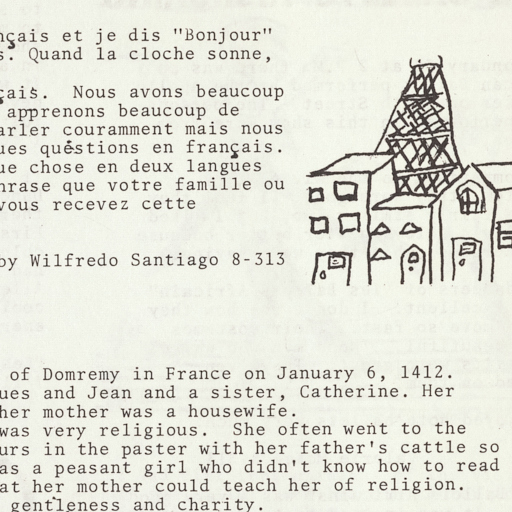 nçais et je dis "Bonjour"
s. Quand la cloche sonne,
çais. Nous avons beaucoup
apprenons beaucoup de
arler couramment mais nous
ues questions en français.
ue chose en deux langues
hrase que votre famille ou
vous recevez cette
by Wilfredo Santiago 8-313
of Domremy in France on January 6, 1412.
ues and Jean and a sister, Catherine. Her
her mother was a housewife.
was very religious. She often went to the
urs in the paster with her father's cattle so
as a peasant girl who didn't know how to read
at her mother could teach her of religion.
gentleness and charity.